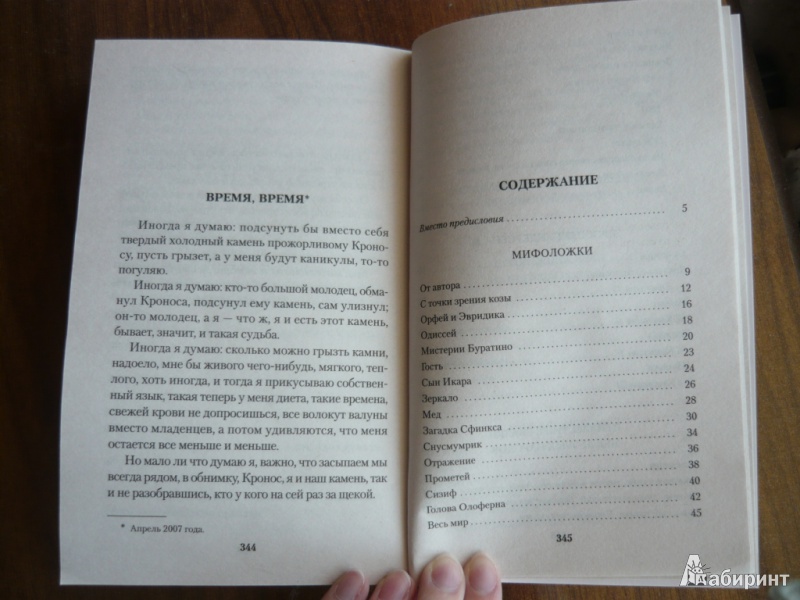 ВРЕМЯ, ВРЕМЯ*
Иногда я думаю: подсунуть бы вместо себя
твердый холодный камень прожорливому Кроно-
су, пусть грызет, а у меня будут каникулы, то-то
погуляю.
Иногда я думаю: кто-то большой молодец, обма-
нул Кроноса, подсунул ему камень, сам улизнул;
он-то молодец, а я — что ж, я и есть этот камень,
бывает, значит, и такая судьба.
Иногда я думаю: сколько можно грызть камни,
надоело, мне бы живого чего-нибудь, мягкого, теп-
лого, хоть иногда, и тогда я прикусываю собствен-
ный язык, такая теперь у меня диета, такие времена,
свежей крови не допросишься, все волокут валуны
вместо младенцев, а потом удивляются, что меня
остается все меньше и меньше.
Но мало ли что думаю я, важно, что засыпаем мы
всегда рядом, в обнимку, Кронос, я и наш камень, так
и не разобравшись, кто у кого на сей раз за щекой.
* Апрель 2007 года.
344
СОДЕРЖАНИЕ
Вместо предисловия 5
МИФОЛОЖКИ
От автора 9
С точки зрения козы 12
Орфей и Эвридика 16
Одиссей 18
Мистерии Буратино 20
Гость 23
Сын Икара 24
Зеркало 26
Мед 28
Загадка Сфинкса 30
Снусмумрик 34
Отражение 36
Прометей 38
Сизиф 40
Голова Олоферна 42
Весь мир 45
345
Лабиринт